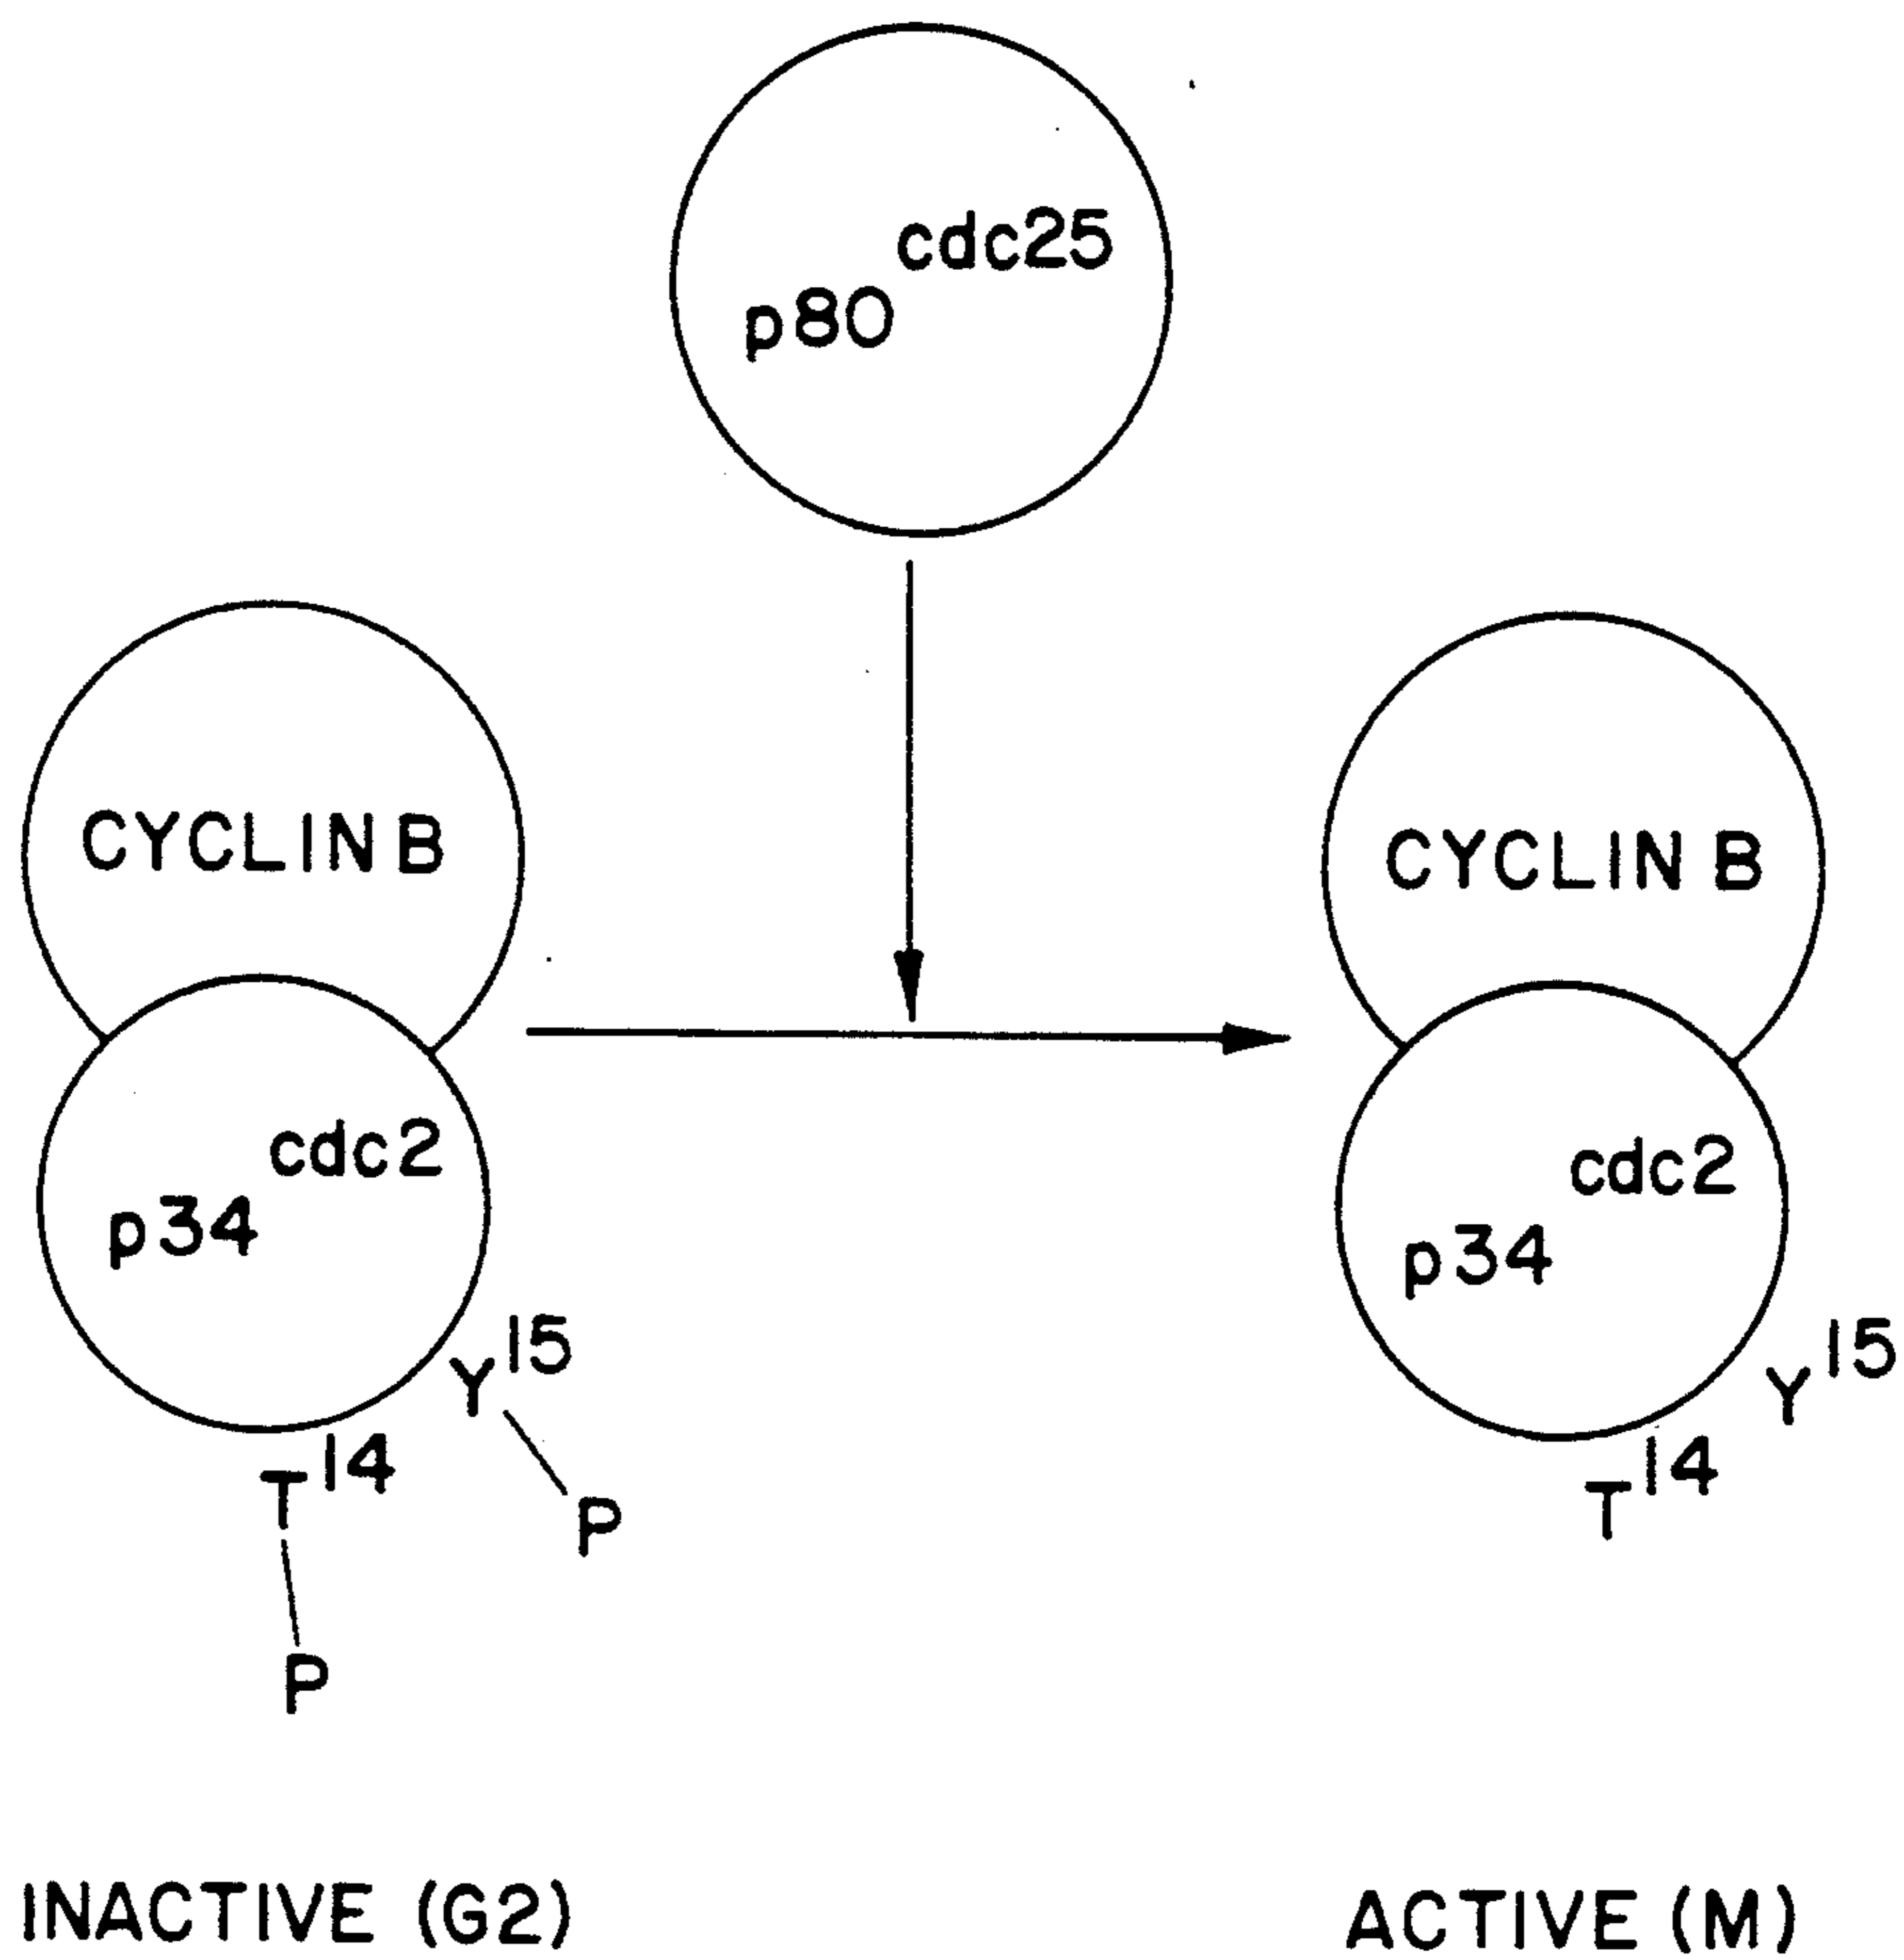 p80 cdc25
CYCLIN B
CYCLIN B
p34 cdc2
p34 cdc2
Y15
Y15
T14
T14
P
P
INACTIVE (G2)
ACTIVE (M)